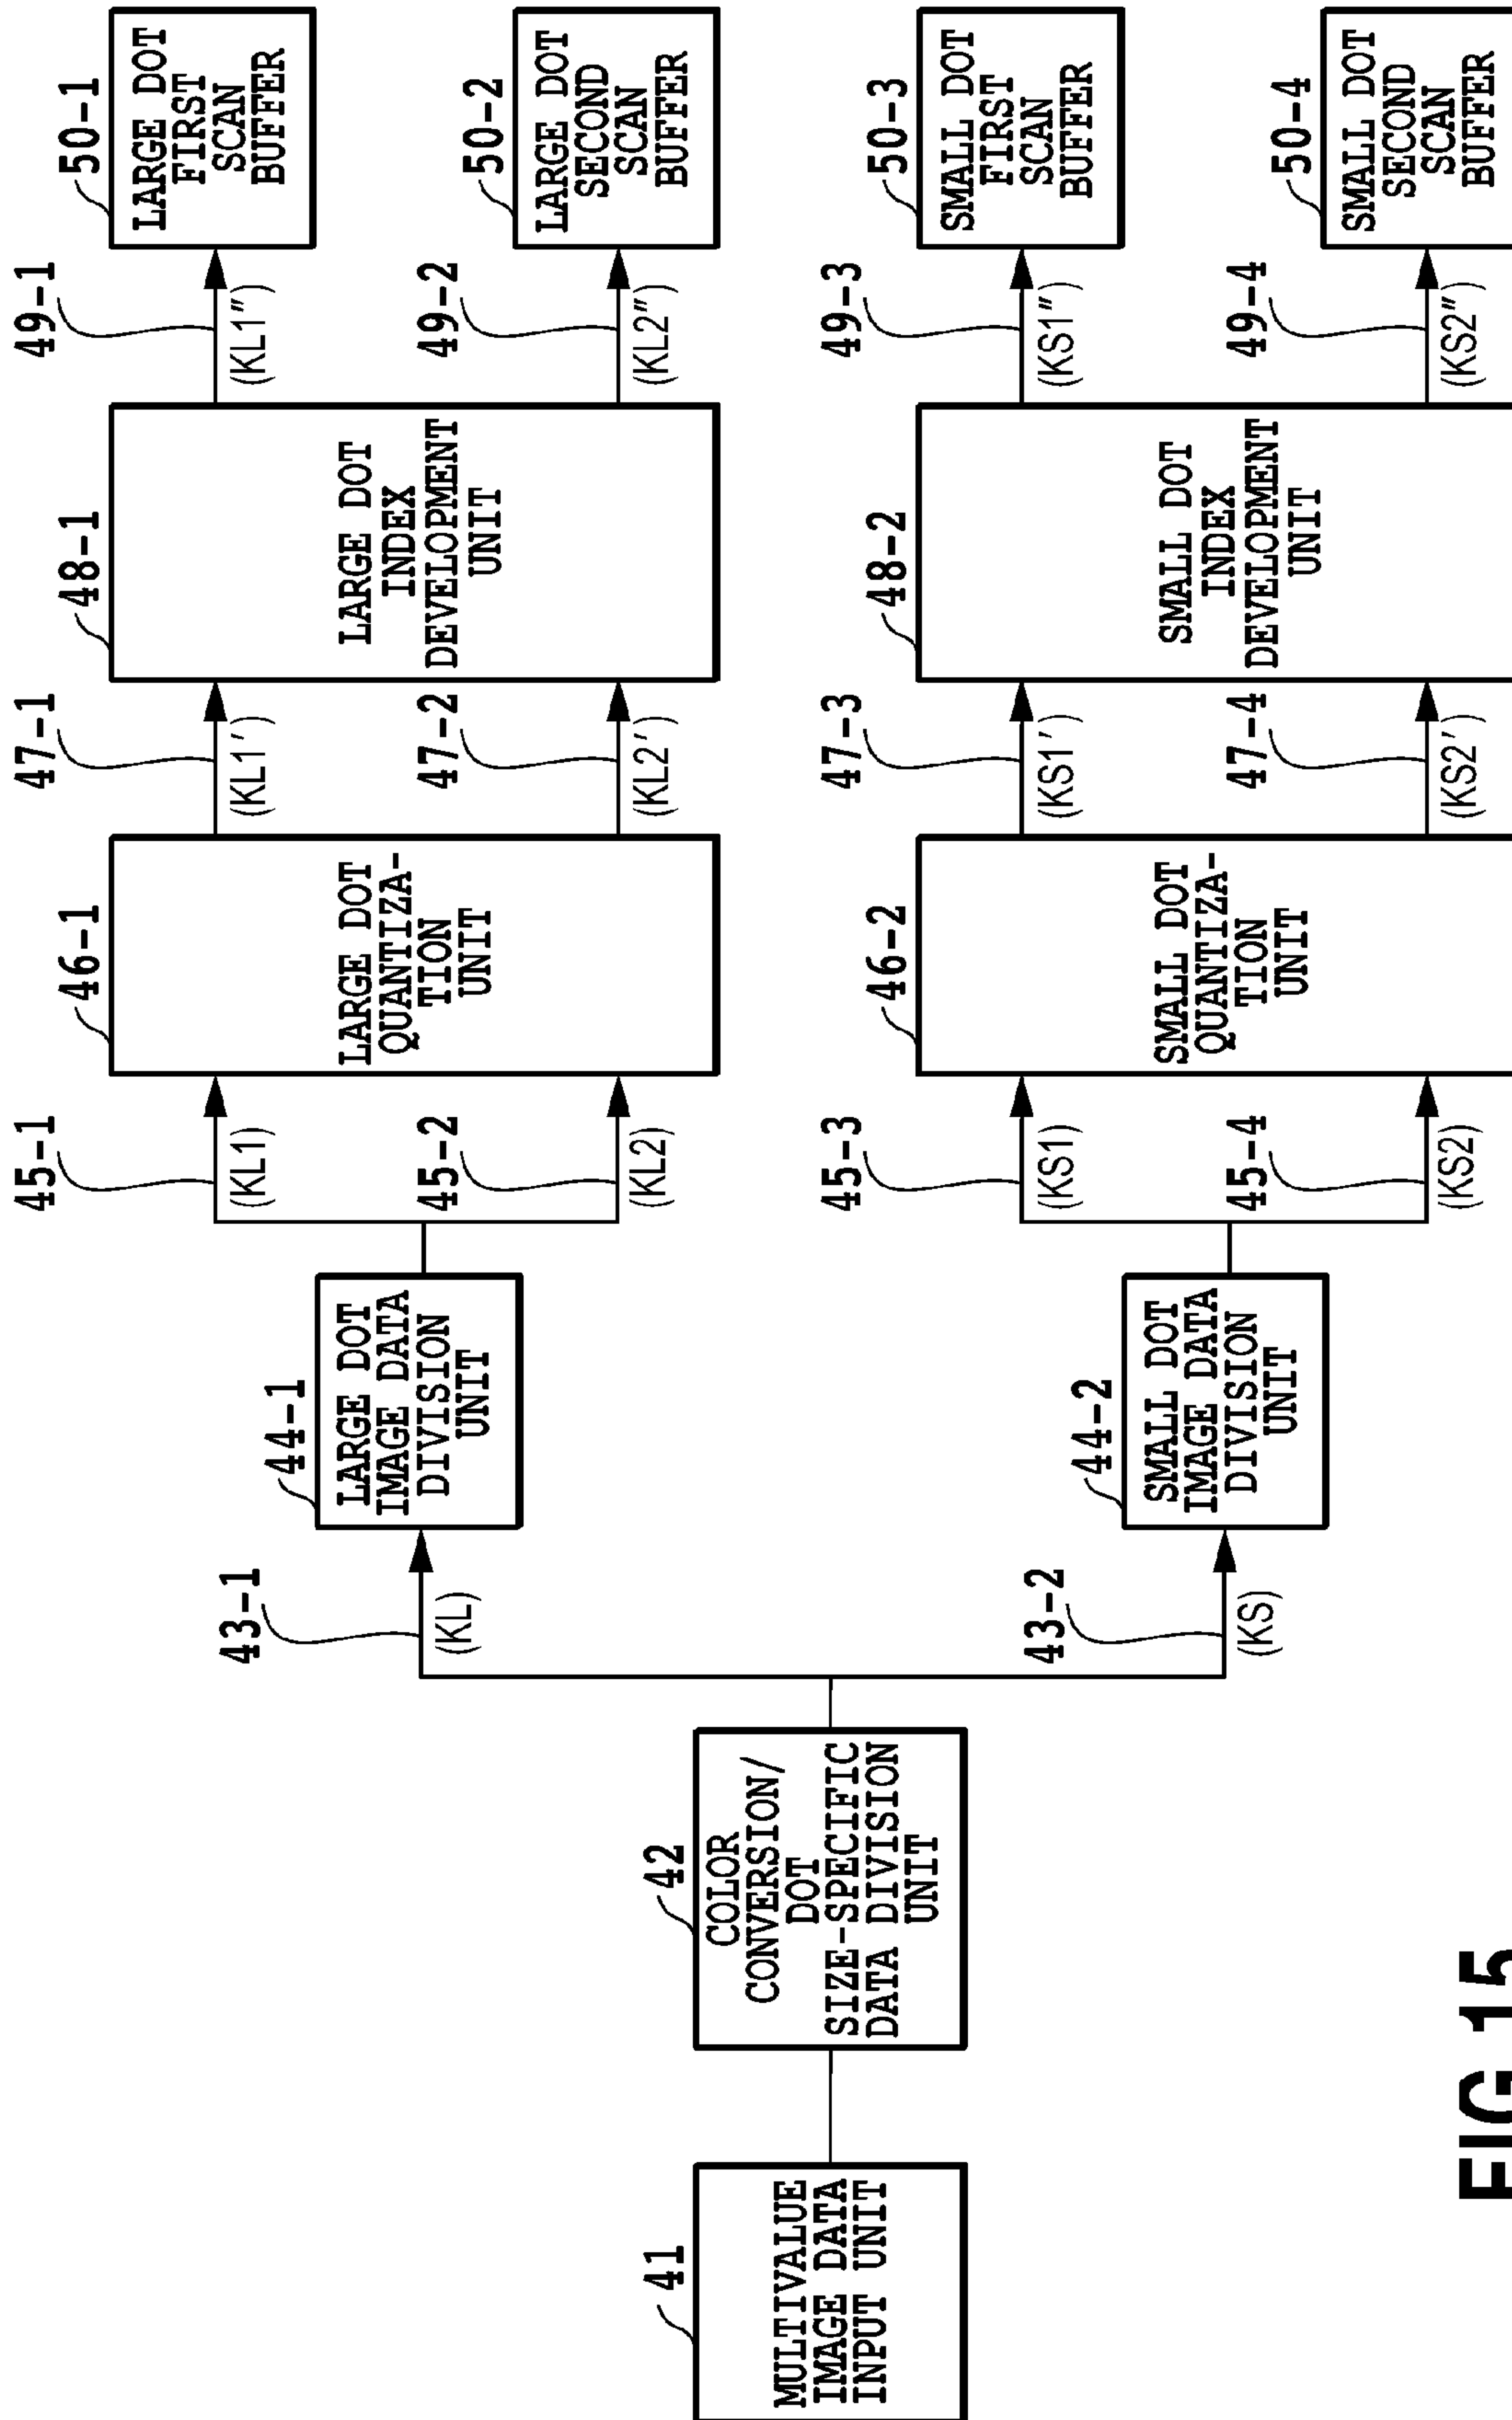 41
MULTIVALUE
IMAGE DATA
INPUT UNIT
42
COLOR
CONVERSION/
DOT
SIZE-SPECIFIC
DATA DIVISION
UNIT
43-1
(KL)
43-2
(KS)
44-1
LARGE DOT
IMAGE DATA
DIVISION
UNIT
44-2
SMALL DOT
IMAGE DATA
DIVISION
UNIT
45-1
(KL1)
45-2
(KL2)
45-3
(KS1)
45-4
(KS2)
46-1
LARGE DOT
QUANTIZA-
TION
UNIT
46-2
SMALL DOT
QUANTIZA-
TION
UNIT
47-1
(KL1′)
47-2
(KL2′)
47-3
(KS1′)
47-4
(KS2′)
48-1
LARGE DOT
INDEX
DEVELOPMENT
UNIT
48-2
SMALL DOT
INDEX
DEVELOPMENT
UNIT
49-1
(KL1″)
49-2
(KL2″)
49-3
(KS1″)
49-4
(KS2″)
50-1
LARGE DOT
FIRST
SCAN
BUFFER
50-2
LARGE DOT
SECOND
SCAN
BUFFER
50-3
SMALL DOT
FIRST
SCAN
BUFFER
50-4
SMALL DOT
SECOND
SCAN
BUFFER
FIG.15